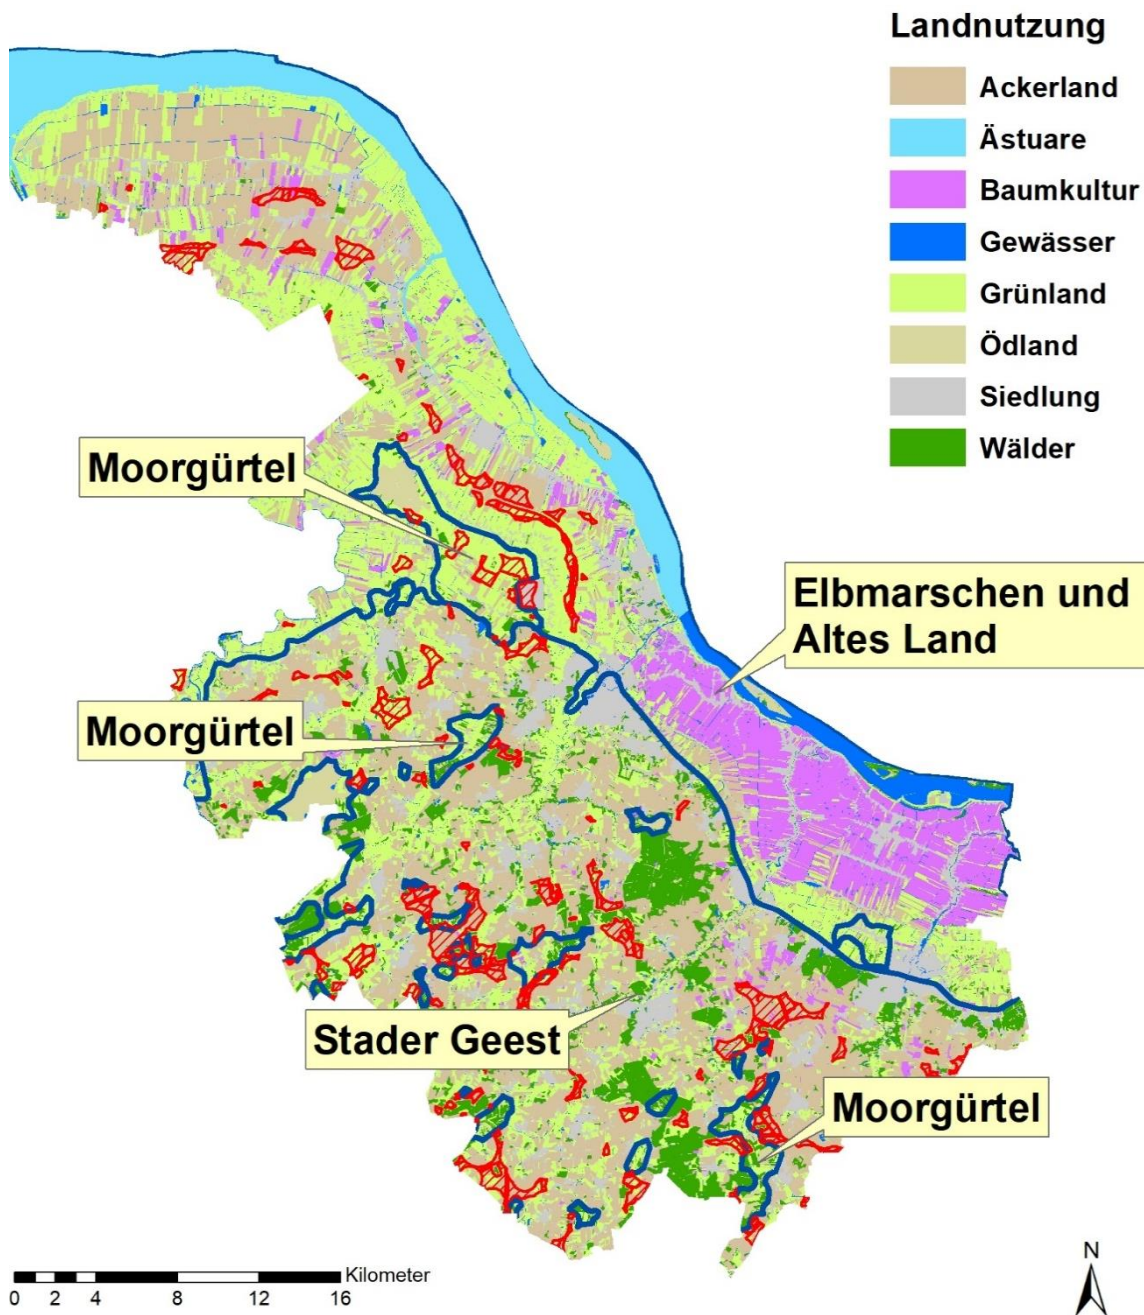 Landnutzung
Ackerland
Ästuare
Baumkultur
Gewässer
Grünland
Ödland
Siedlung
Wälder
Moorgürtel
Elbmarschen und
Altes Land
Moorgürtel
Stader Geest
Moorgürtel
Kilometer
0 2 4 8 12 16
N